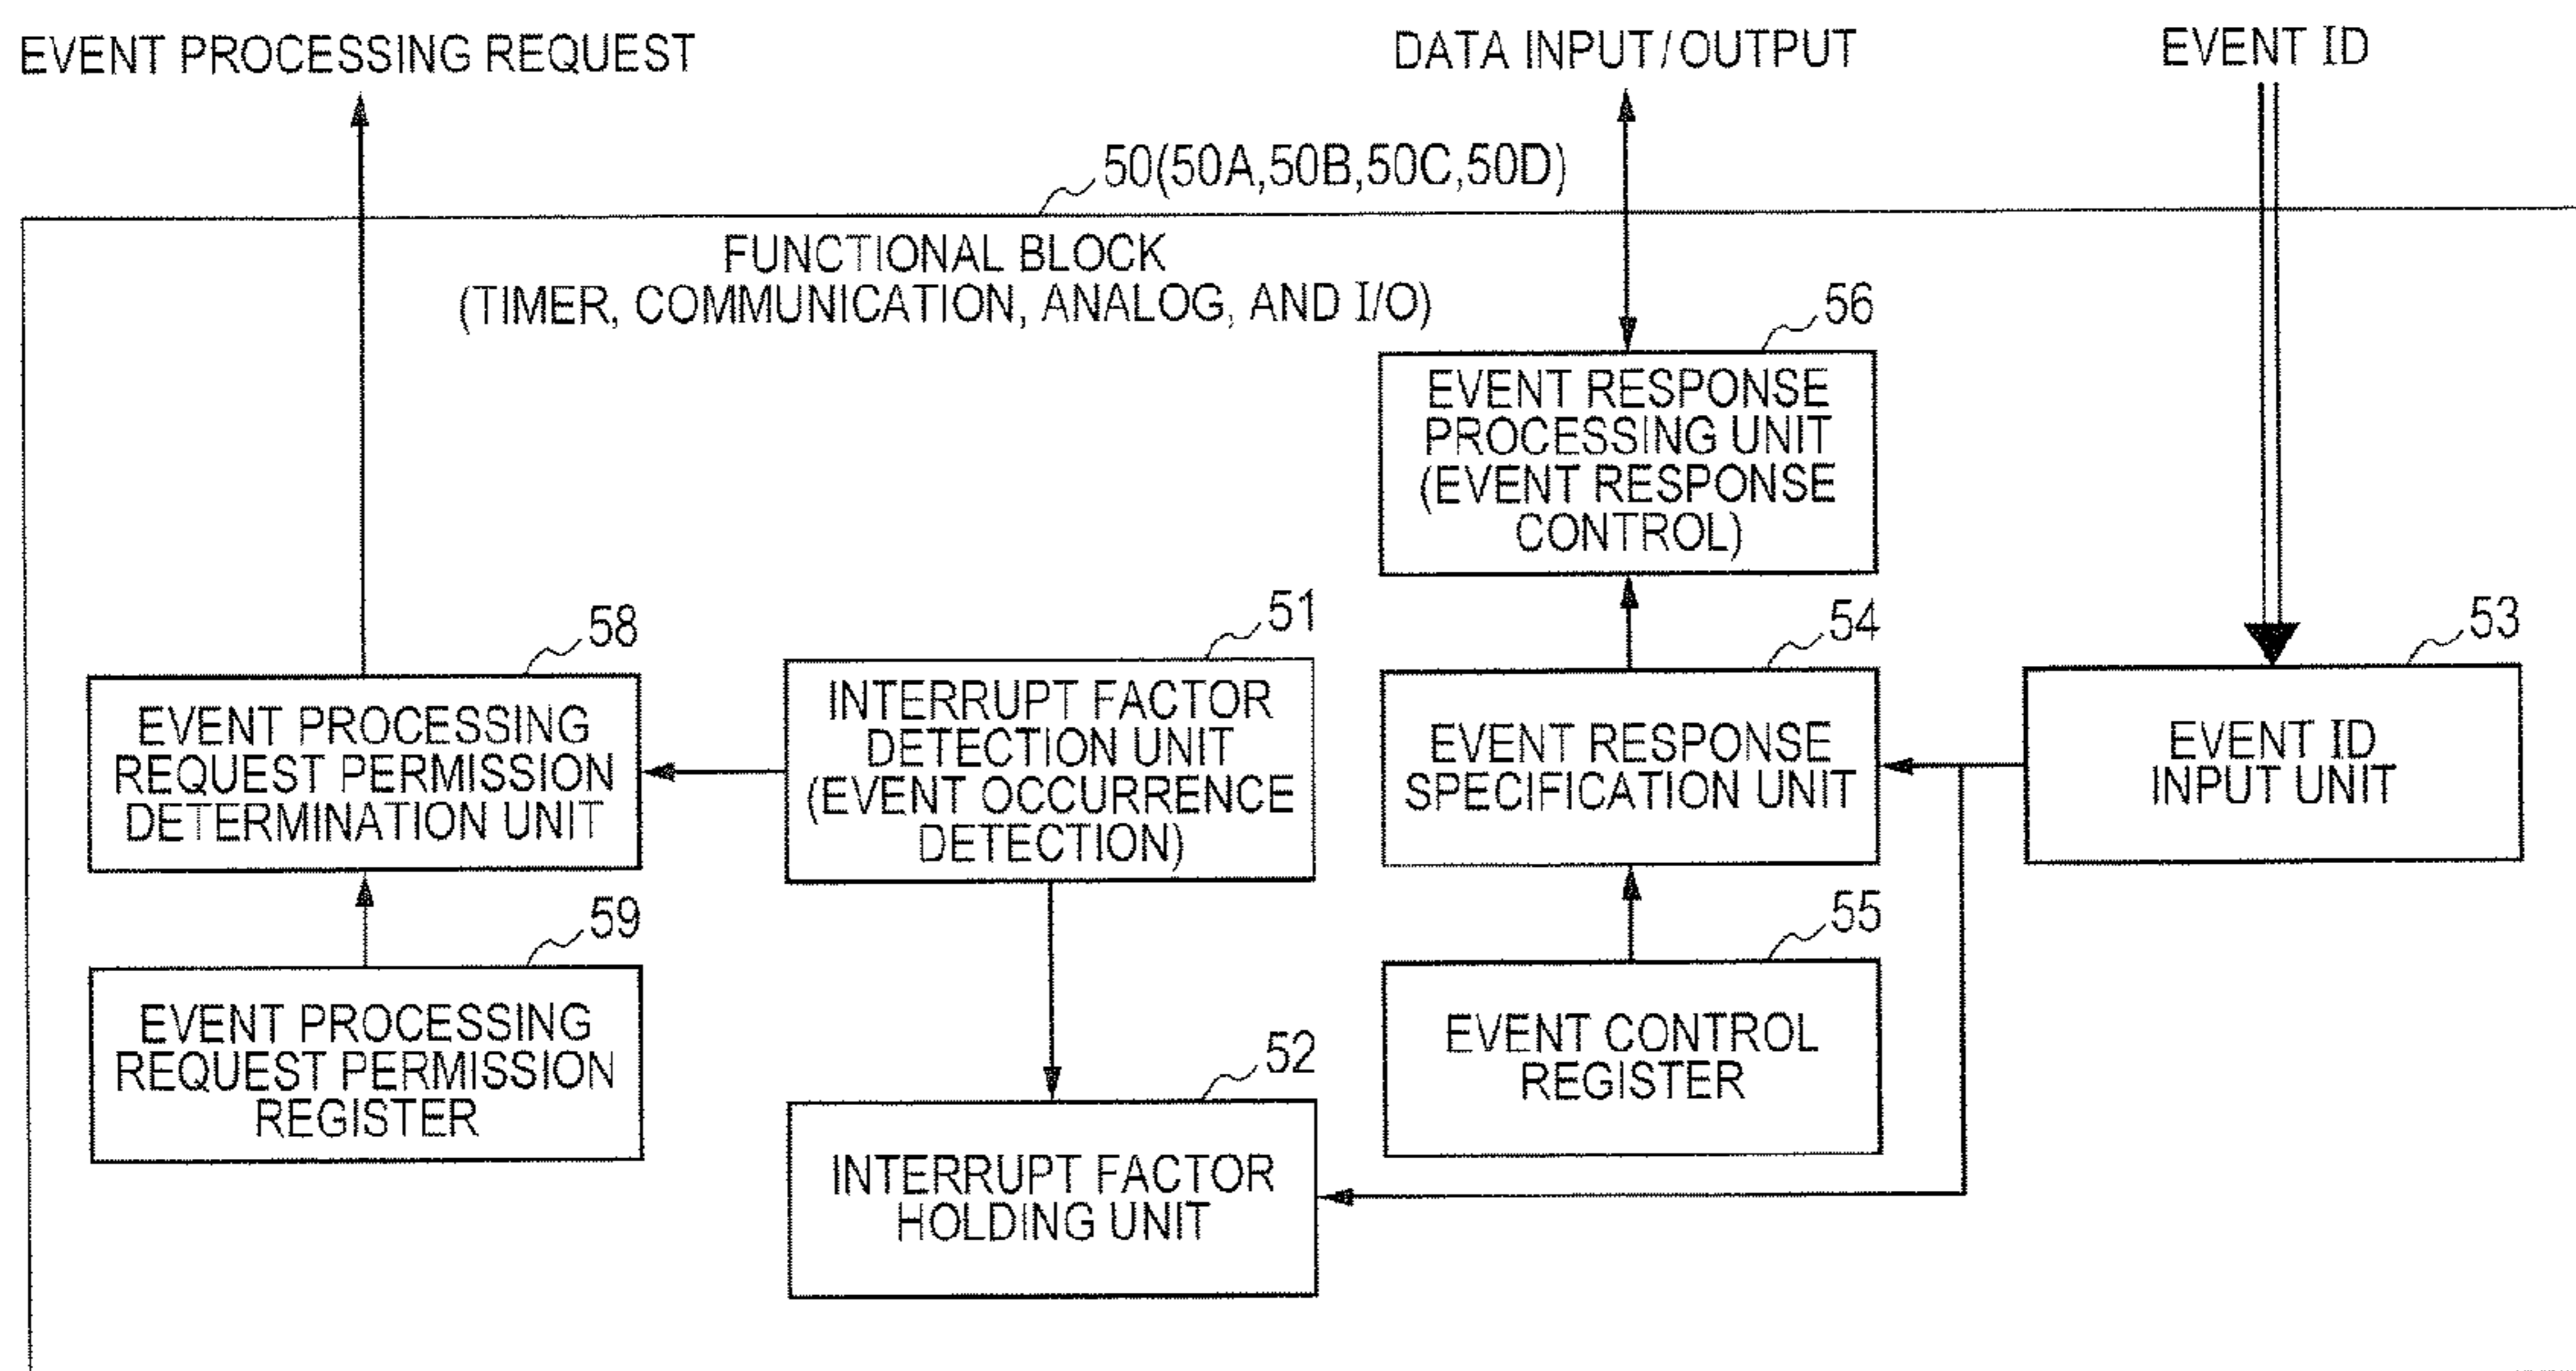 EVENT PROCESSING REQUEST
DATA INPUT/OUTPUT
EVENT ID
50(50A,50B,50C,50D)
FUNCTIONAL BLOCK
(TIMER, COMMUNICATION, ANALOG, AND I/O)
56
EVENT RESPONSE
PROCESSING UNIT
(EVENT RESPONSE
CONTROL)
58
EVENT PROCESSING
REQUEST PERMISSION
DETERMINATION UNIT
51
INTERRUPT FACTOR
DETECTION UNIT
(EVENT OCCURRENCE
DETECTION)
54
EVENT RESPONSE
SPECIFICATION UNIT
53
EVENT ID
INPUT UNIT
59
EVENT PROCESSING
REQUEST PERMISSION
REGISTER
52
INTERRUPT FACTOR
HOLDING UNIT
55
EVENT CONTROL
REGISTER